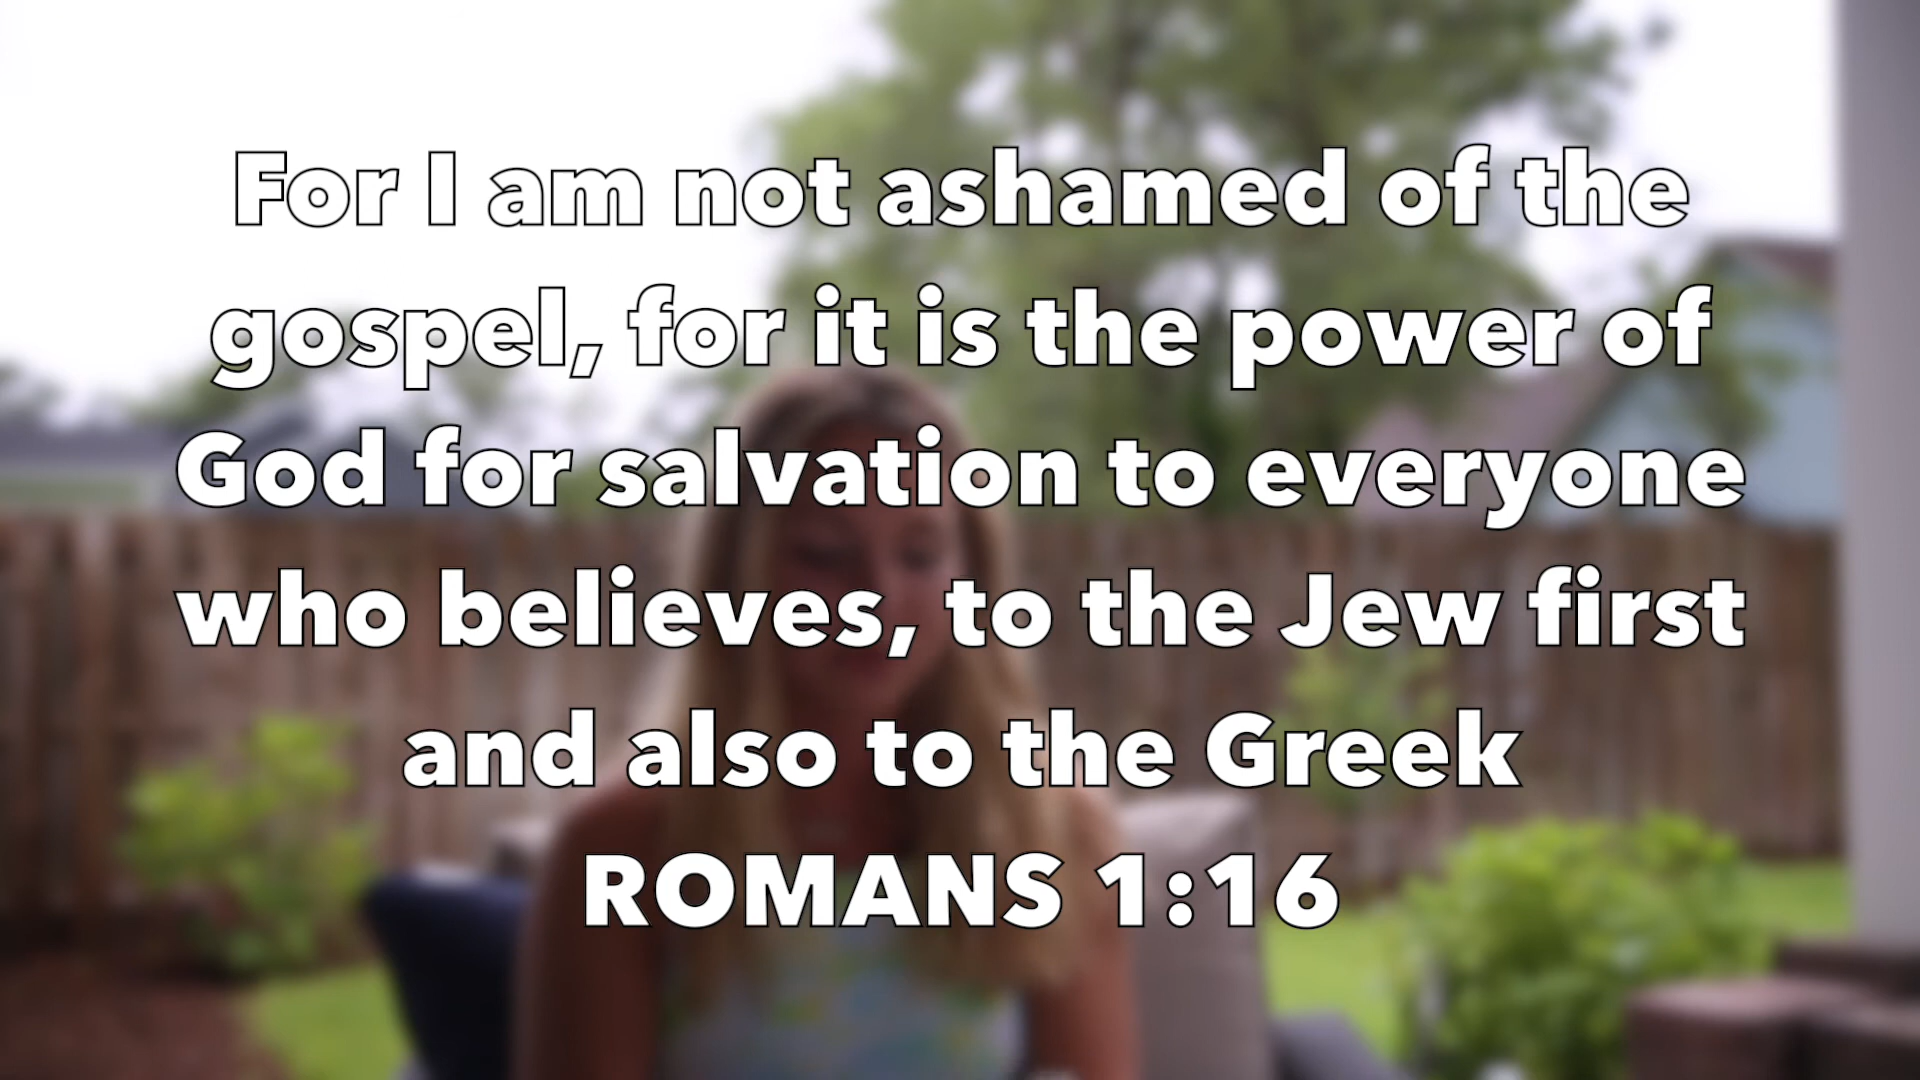 For I am not ashamed of the
gospel, for it is the power of
God for salvation to everyone
who believes, to the Jew first
and also to the Greek
ROMANS 1:16